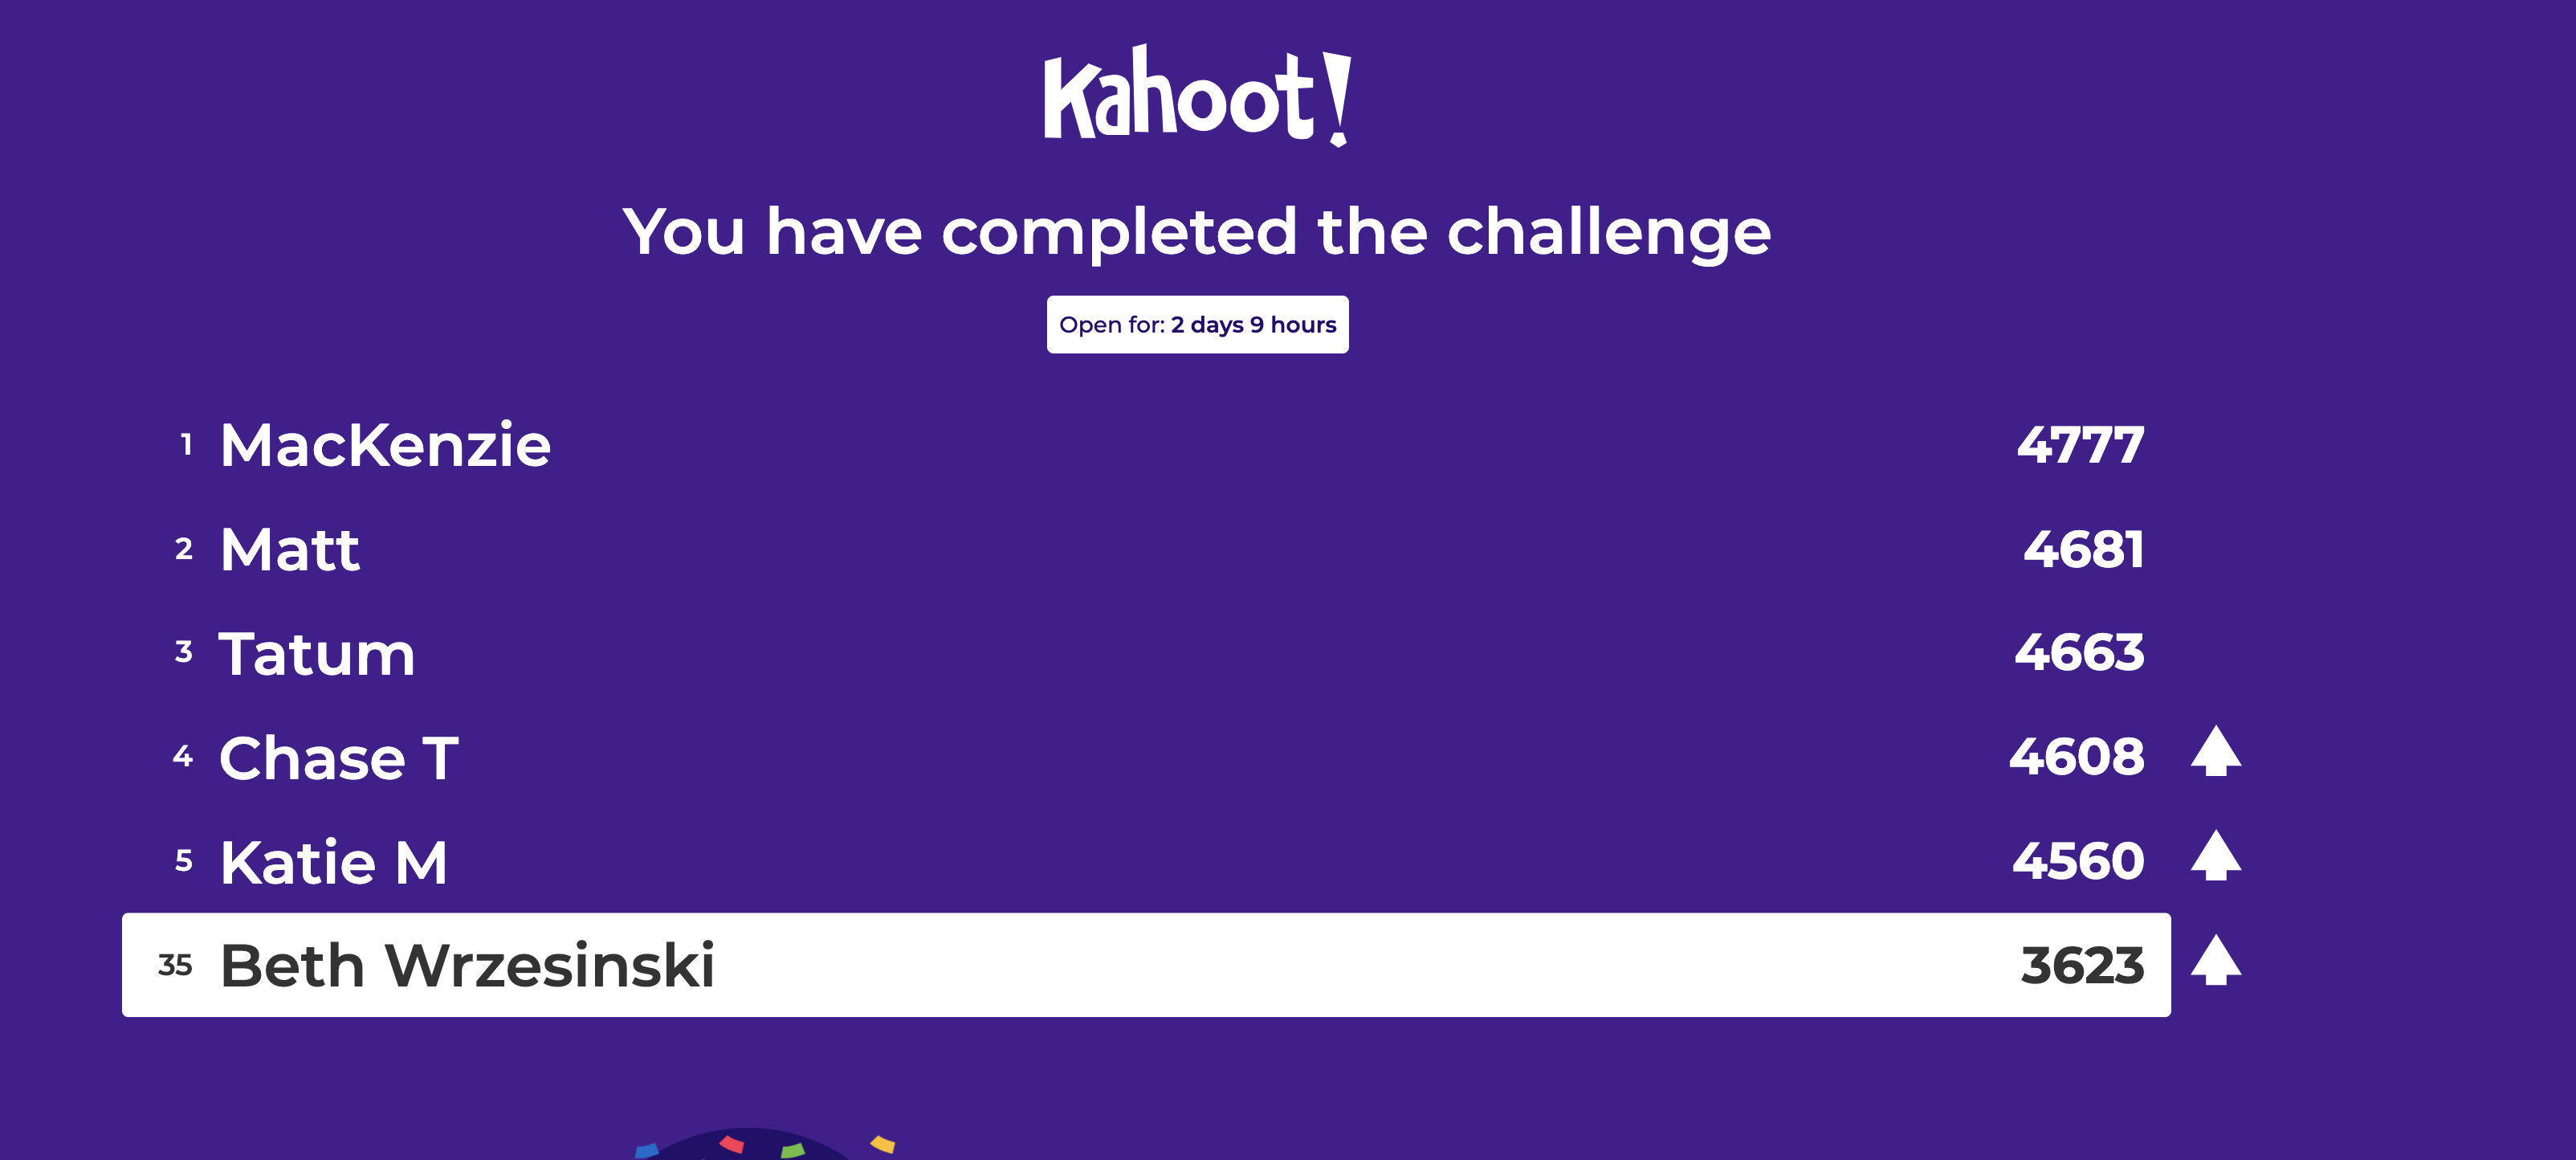 Kahoot!
You have completed the challenge
Open for: 2 days 9 hours
1 MacKenzie 4777
2 Matt 4681
3 Tatum 4663
4 Chase T 4608
5 Katie M 4560
35 Beth Wrzesinski 3623